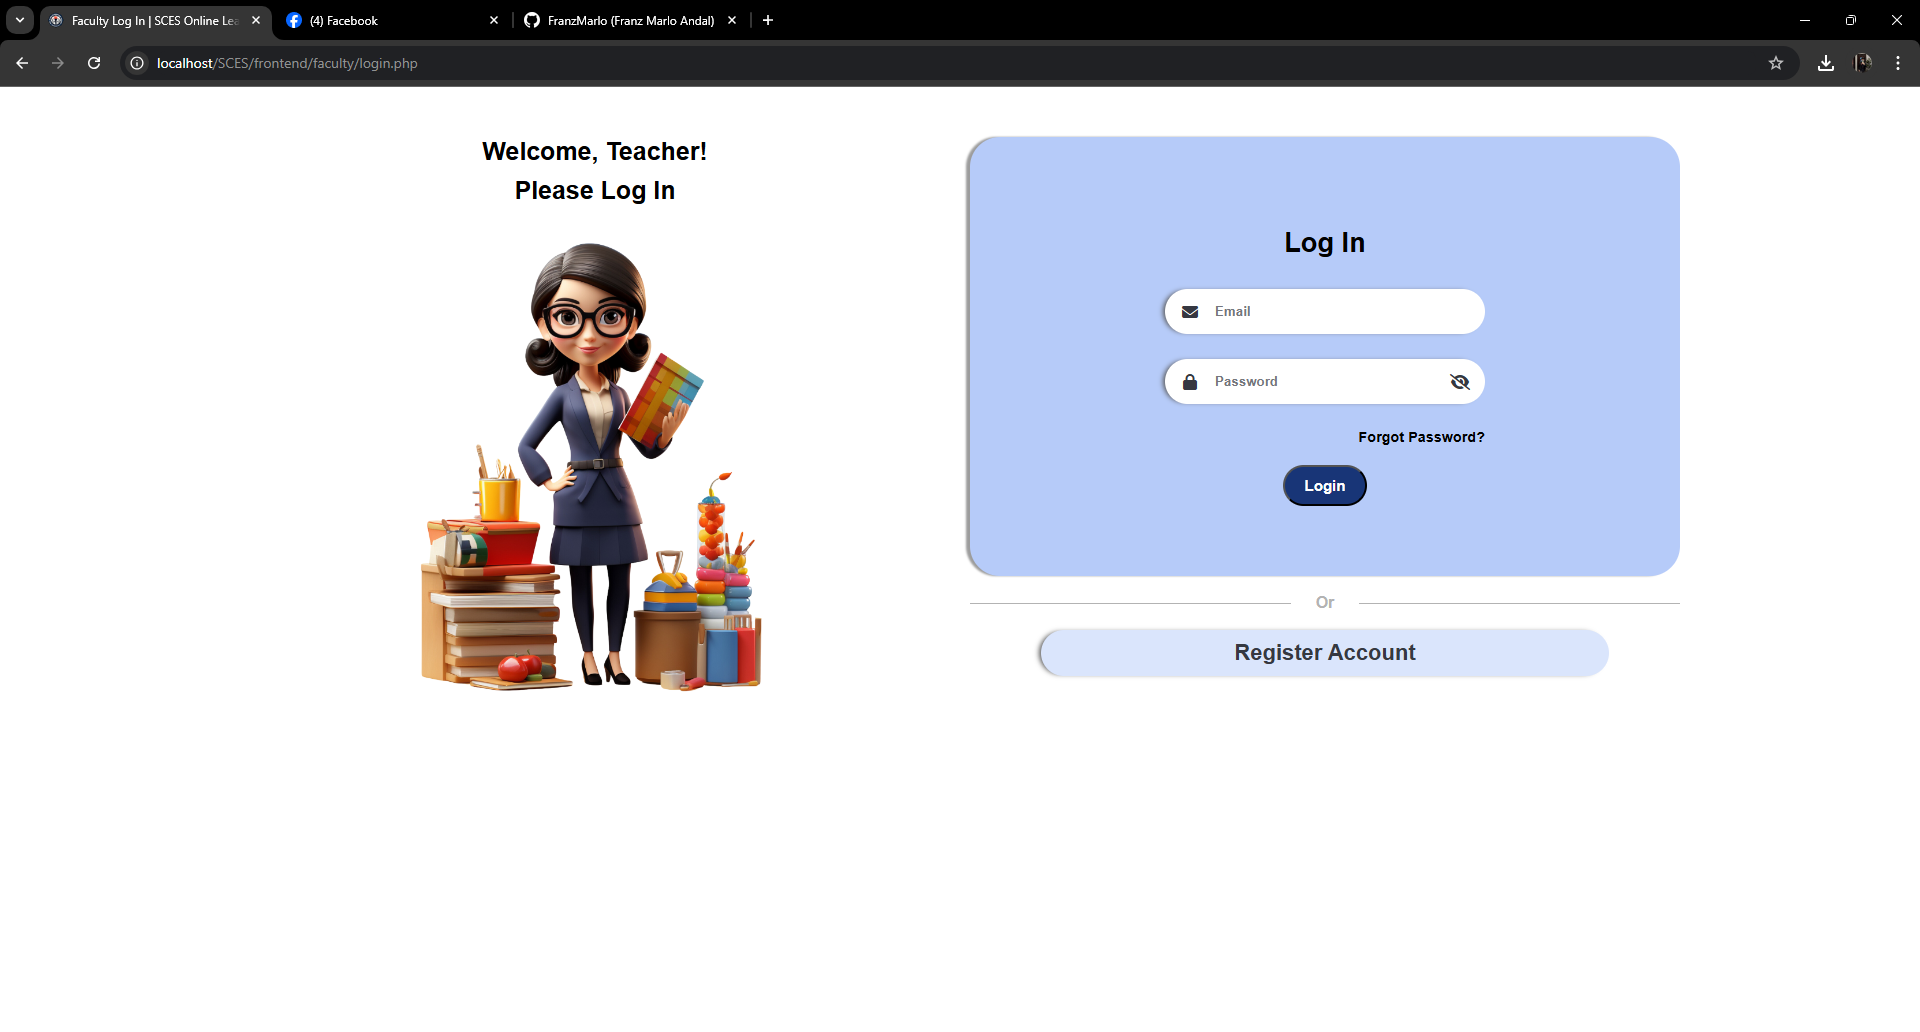 Faculty Log In | SCES Online Lea
(4) Facebook
FranzMarlo (Franz Marlo Andal)
localhost/SCES/frontend/faculty/login.php
Welcome, Teacher!
Please Log In
Log In
Email
Password
Forgot Password?
Login
Or
Register Account